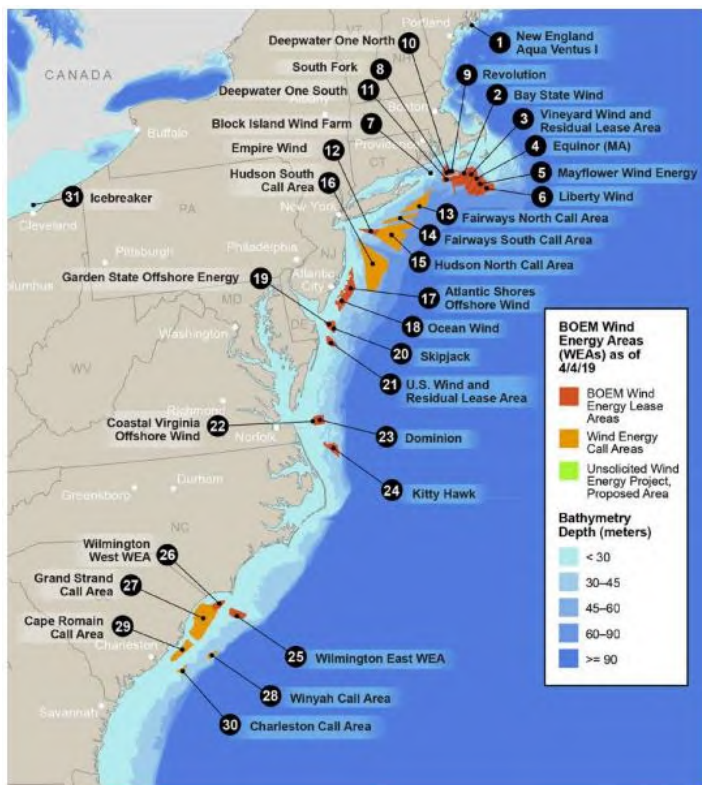 CANADA
VT
NH
Portland
1
New England
Aqua Ventus I
Deepwater One North
10
South Fork
8
Deepwater One South
11
Albany
Boston
9
Revolution
2
Bay State Wind
Block Island Wind Farm
7
Providence
3
Vineyard Wind and
Residual Lease Area
Buffalo
Empire Wind
12
CT
4
Equinor (MA)
Hudson South
Call Area
16
5
Mayflower Wind Energy
6
Liberty Wind
31
Icebreaker
Cleveland
PA
New York
13
Fairways North Call Area
14
Fairways South Call Area
Pittsburgh
Philadelphia
NJ
15
Hudson North Call Area
Columbus
Garden State Offshore Energy
19
Atlantic
City
17
Atlantic Shores
Offshore Wind
MD
DE
18
Ocean Wind
Washington
20
Skipjack
WV
21
U.S. Wind and
Residual Lease Area
Richmond
Coastal Virginia
Offshore Wind
22
Norfolk
23
Dominion
24
Kitty Hawk
Greensboro
Durham
NC
Wilmington
West WEA
26
Grand Strand
Call Area
27
Cape Romain
Call Area
29
Charleston
25
Wilmington East WEA
28
Winyah Call Area
Savannah
30
Charleston Call Area
BOEM Wind
Energy Areas
(WEAs) as of
4/4/19
BOEM Wind
Energy Lease
Areas
Wind Energy
Call Areas
Unsolicited Wind
Energy Project,
Proposed Area
Bathymetry
Depth (meters)
< 30
30–45
45–60
60–90
>= 90